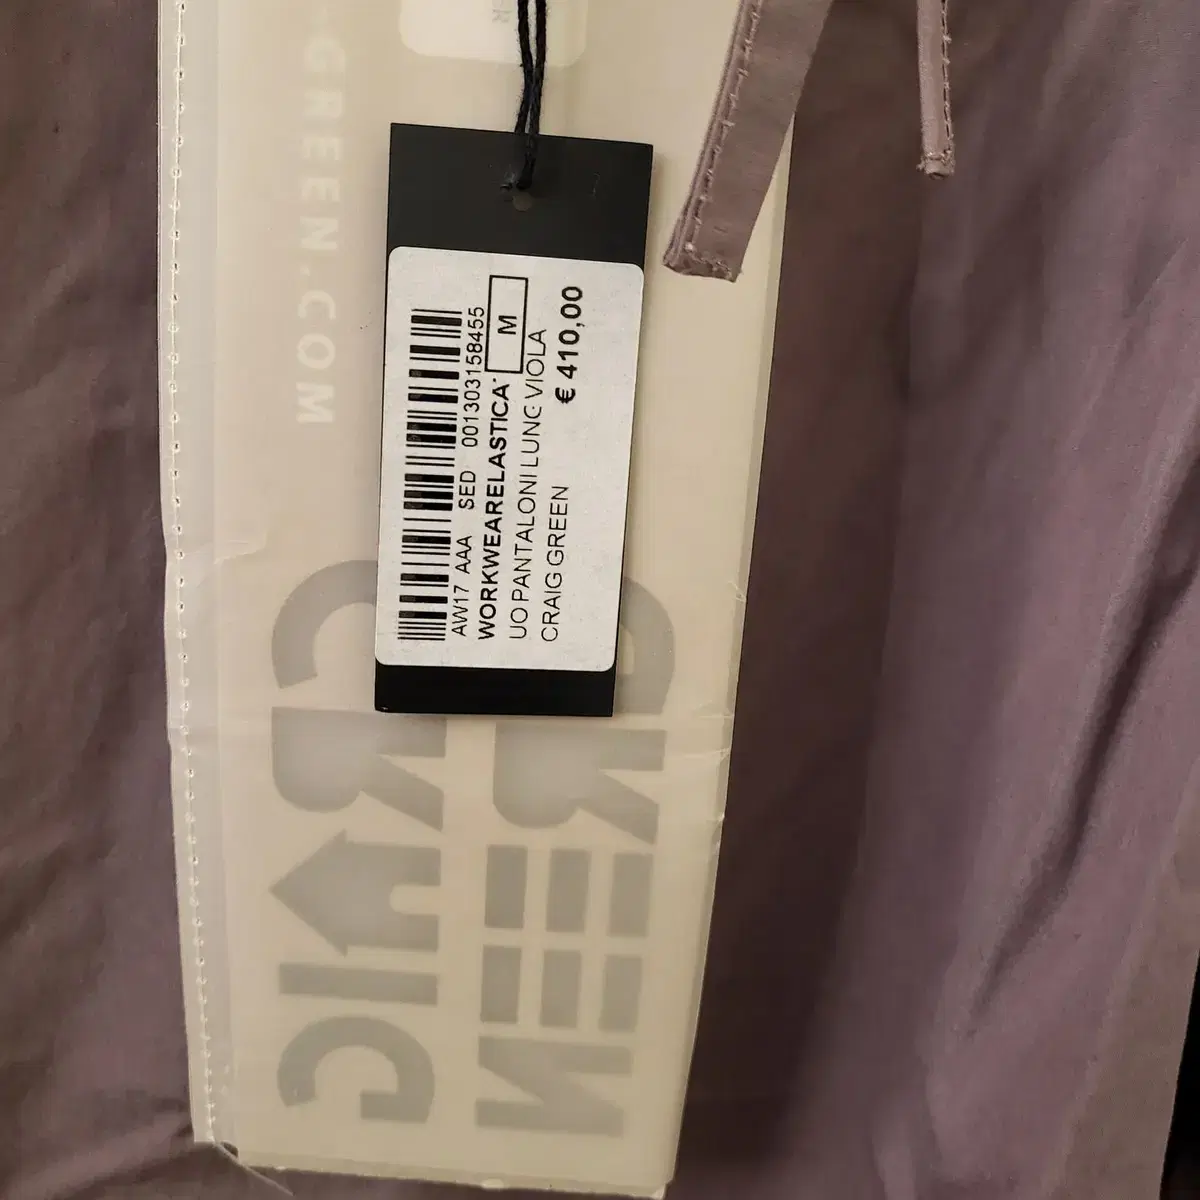 -GREEN.COM
AW17 AAA SED 001303158455
WORKWEARELASTICA
M
UO PANTALONI LUNG VIOLA
CRAIG GREEN
€ 410,00
CRAIG
GREEN